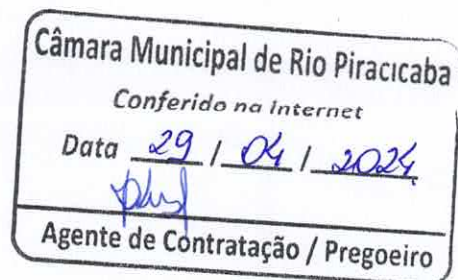 Câmara Municipal de Rio Piracicaba
Conferido na Internet
Data 29 / 04 / 2024
Agente de Contratação / Pregoeiro